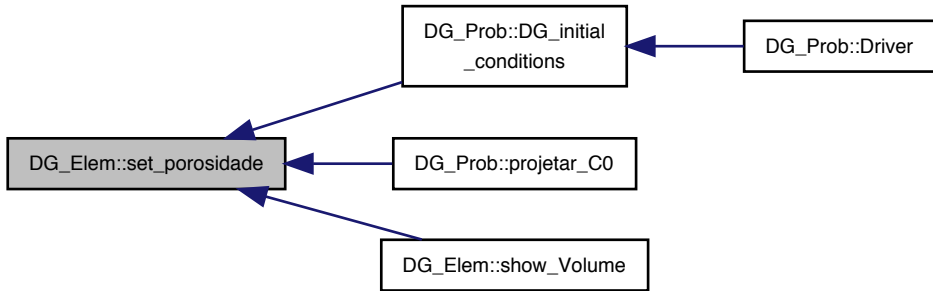 DG_Prob::DG_initial
_conditions
DG_Prob::Driver
DG_Elem::set_porosidade
DG_Prob::projetar_C0
DG_Elem::show_Volume